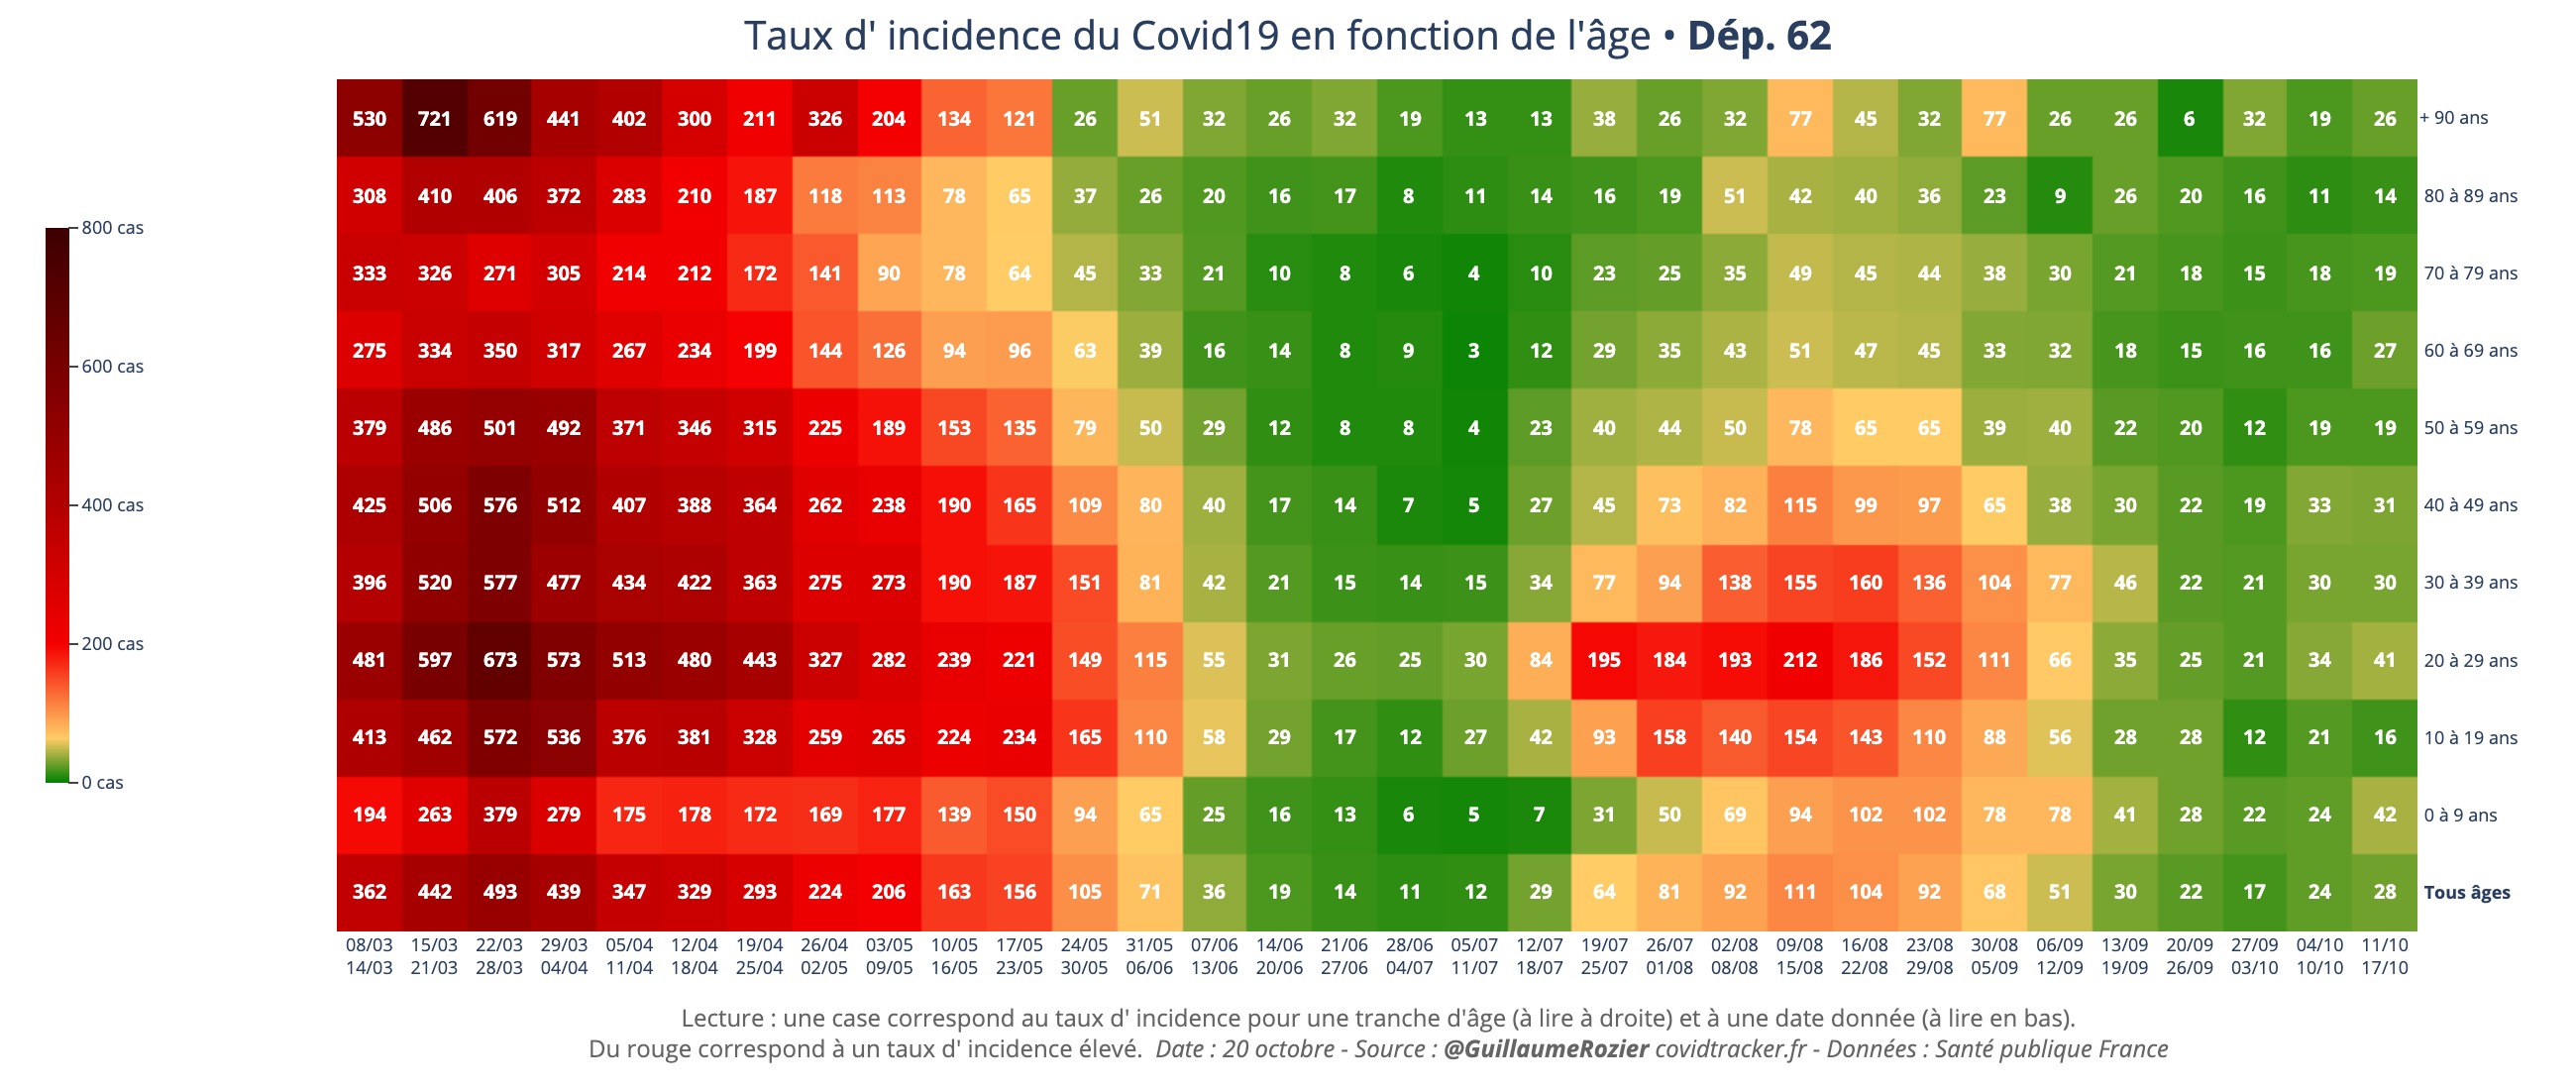 Taux d' incidence du Covid19 en fonction de l'âge • Dép. 62
530 721 619 441 402 300 211 326 204 134 121 26 51 32 26 32 19 13 13 38 26 32 77 45 32 77 26 26 6 32 19 26 + 90 ans
308 410 406 372 283 210 187 118 113 78 65 37 26 20 16 17 8 11 14 16 19 51 42 40 36 23 9 26 20 16 11 14 80 à 89 ans
333 326 271 305 214 212 172 141 90 78 64 45 33 21 10 8 6 4 10 23 25 35 49 45 44 38 30 21 18 15 18 19 70 à 79 ans
275 334 350 317 267 234 199 144 126 94 96 63 39 16 14 8 9 3 12 29 35 43 51 47 45 33 32 18 15 16 16 27 60 à 69 ans
379 486 501 492 371 346 315 225 189 153 135 79 50 29 12 8 8 4 23 40 44 50 78 65 65 39 40 22 20 12 19 19 50 à 59 ans
425 506 576 512 407 388 364 262 238 190 165 109 80 40 17 14 7 5 27 45 73 82 115 99 97 65 38 30 22 19 33 31 40 à 49 ans
396 520 577 477 434 422 363 275 273 190 187 151 81 42 21 15 14 15 34 77 94 138 155 160 136 104 77 46 22 21 30 30 30 à 39 ans
481 597 673 573 513 480 443 327 282 239 221 149 115 55 31 26 25 30 84 195 184 193 212 186 152 111 66 35 25 21 34 41 20 à 29 ans
413 462 572 536 376 381 328 259 265 224 234 165 110 58 29 17 12 27 42 93 158 140 154 143 110 88 56 28 28 12 21 16 10 à 19 ans
194 263 379 279 175 178 172 169 177 139 150 94 65 25 16 13 6 5 7 31 50 69 94 102 102 78 78 41 28 22 24 42 0 à 9 ans
362 442 493 439 347 329 293 224 206 163 156 105 71 36 19 14 11 12 29 64 81 92 111 104 92 68 51 30 22 17 24 28 Tous âges
08/03 15/03 22/03 29/03 05/04 12/04 19/04 26/04 03/05 10/05 17/05 24/05 31/05 07/06 14/06 21/06 28/06 05/07 12/07 19/07 26/07 02/08 09/08 16/08 23/08 30/08 06/09 13/09 20/09 27/09 04/10 11/10
14/03 21/03 28/03 04/04 11/04 18/04 25/04 02/05 09/05 16/05 23/05 30/05 06/06 13/06 20/06 27/06 04/07 11/07 18/07 25/07 01/08 08/08 15/08 22/08 29/08 05/09 12/09 19/09 26/09 03/10 10/10 17/10
800 cas
600 cas
400 cas
200 cas
0 cas
Lecture : une case correspond au taux d' incidence pour une tranche d'âge (à lire à droite) et à une date donnée (à lire en bas).
Du rouge correspond à un taux d' incidence élevé. Date : 20 octobre - Source : @GuillaumeRozier covidtracker.fr - Données : Santé publique France